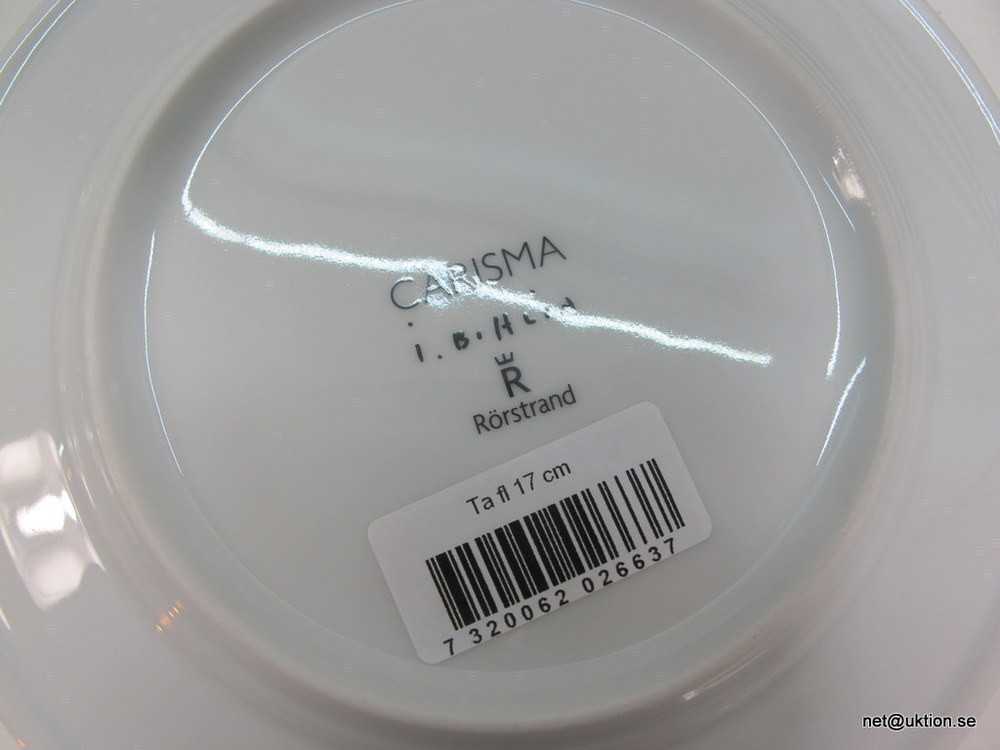 CARISMA
R
Rörstrand
Ta fl 17 cm
7 320062 026637
net@uktion.se